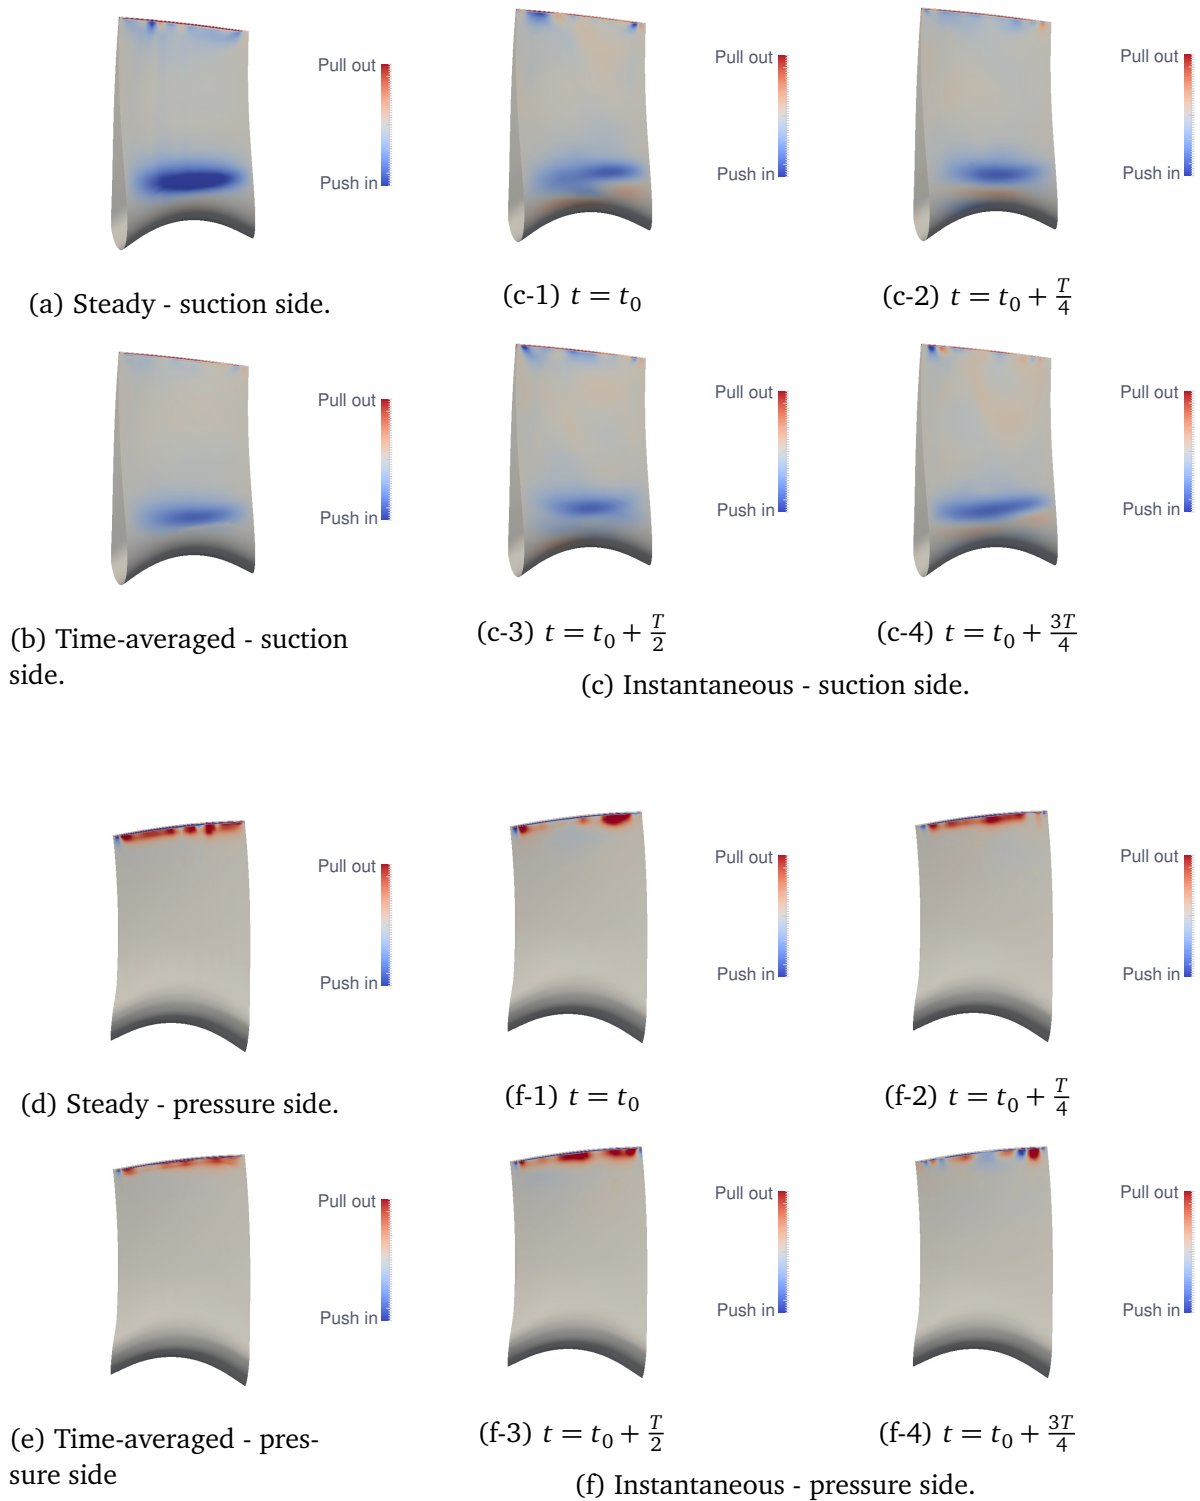 Pull out
Push in
Pull out
Push in
Pull out
Push in
(a) Steady - suction side.
(c-1) t = t₀
(c-2) t = t₀ + T/4
Pull out
Push in
Pull out
Push in
Pull out
Push in
(b) Time-averaged - suction
side.
(c-3) t = t₀ + T/2
(c-4) t = t₀ + 3T/4
(c) Instantaneous - suction side.
Pull out
Push in
Pull out
Push in
Pull out
Push in
(d) Steady - pressure side.
(f-1) t = t₀
(f-2) t = t₀ + T/4
Pull out
Push in
Pull out
Push in
Pull out
Push in
(e) Time-averaged - pres-
sure side
(f-3) t = t₀ + T/2
(f-4) t = t₀ + 3T/4
(f) Instantaneous - pressure side.